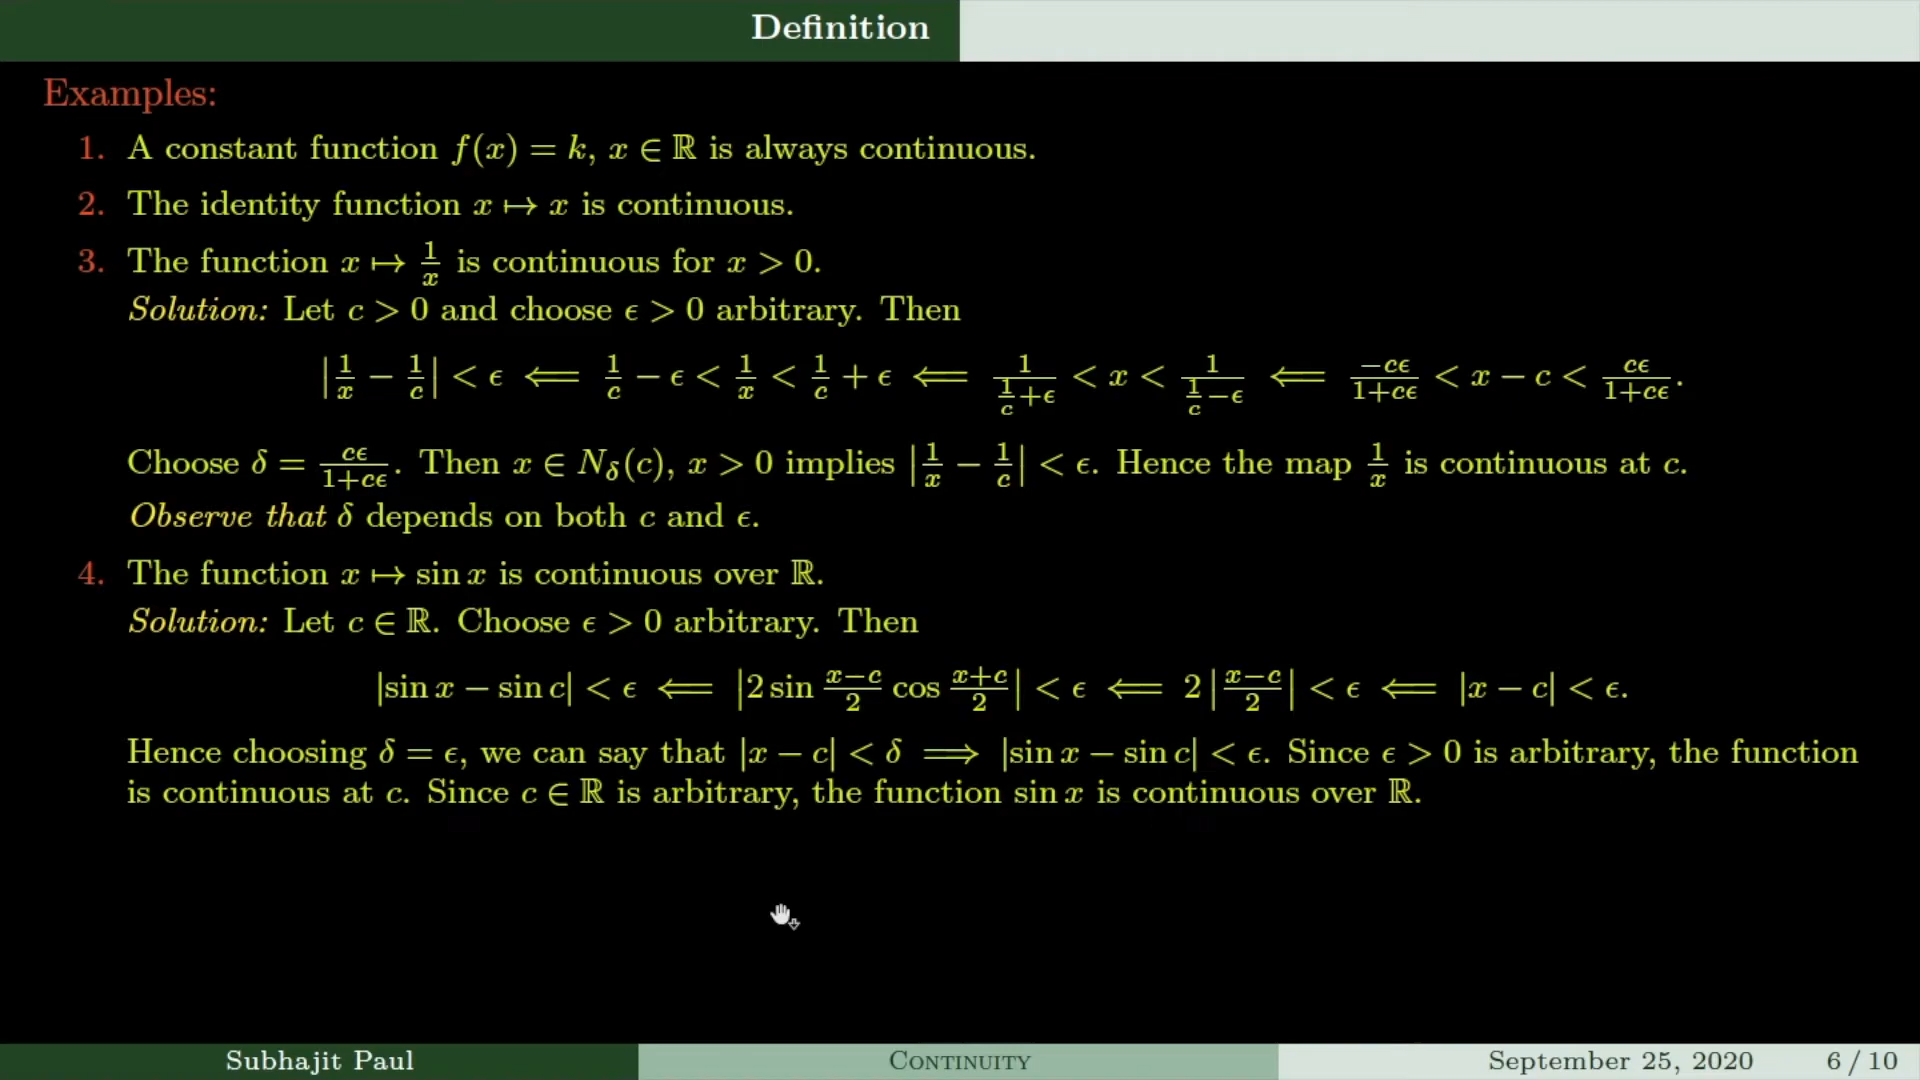 Definition
Examples:
1. A constant function f(x) = k, x ∈ ℝ is always continuous.
2. The identity function x ↦ x is continuous.
3. The function x ↦ 1/x is continuous for x > 0.
Solution: Let c > 0 and choose ϵ > 0 arbitrary. Then
|1/x − 1/c| < ϵ ⟸ 1/c − ϵ < 1/x < 1/c + ϵ ⟸ 1/(1/c+ϵ) < x < 1/(1/c−ϵ) ⟸ −cϵ/(1+cϵ) < x − c < cϵ/(1+cϵ).
Choose δ = cϵ/(1+cϵ). Then x ∈ N_δ(c), x > 0 implies |1/x − 1/c| < ϵ. Hence the map 1/x is continuous at c.
Observe that δ depends on both c and ϵ.
4. The function x ↦ sin x is continuous over ℝ.
Solution: Let c ∈ ℝ. Choose ϵ > 0 arbitrary. Then
|sin x − sin c| < ϵ ⟸ |2 sin (x−c)/2 cos (x+c)/2| < ϵ ⟸ 2 |(x−c)/2| < ϵ ⟸ |x − c| < ϵ.
Hence choosing δ = ϵ, we can say that |x − c| < δ ⟹ |sin x − sin c| < ϵ. Since ϵ > 0 is arbitrary, the function
is continuous at c. Since c ∈ ℝ is arbitrary, the function sin x is continuous over ℝ.
Subhajit Paul CONTINUITY September 25, 2020 6 / 10